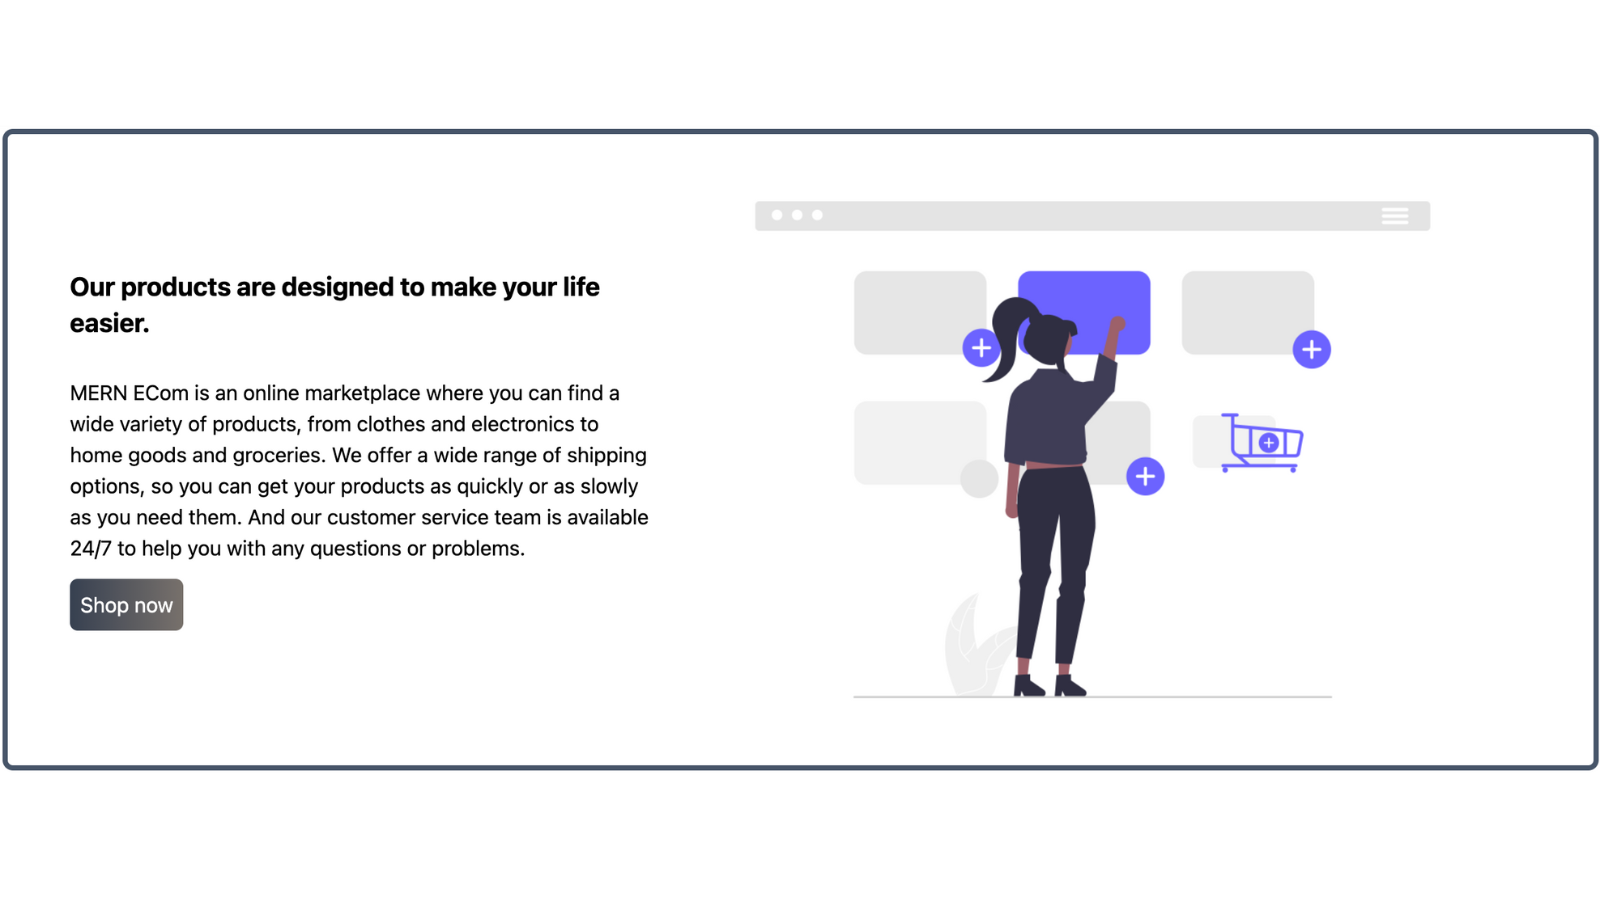 Our products are designed to make your life
easier.
MERN ECom is an online marketplace where you can find a
wide variety of products, from clothes and electronics to
home goods and groceries. We offer a wide range of shipping
options, so you can get your products as quickly or as slowly
as you need them. And our customer service team is available
24/7 to help you with any questions or problems.
Shop now